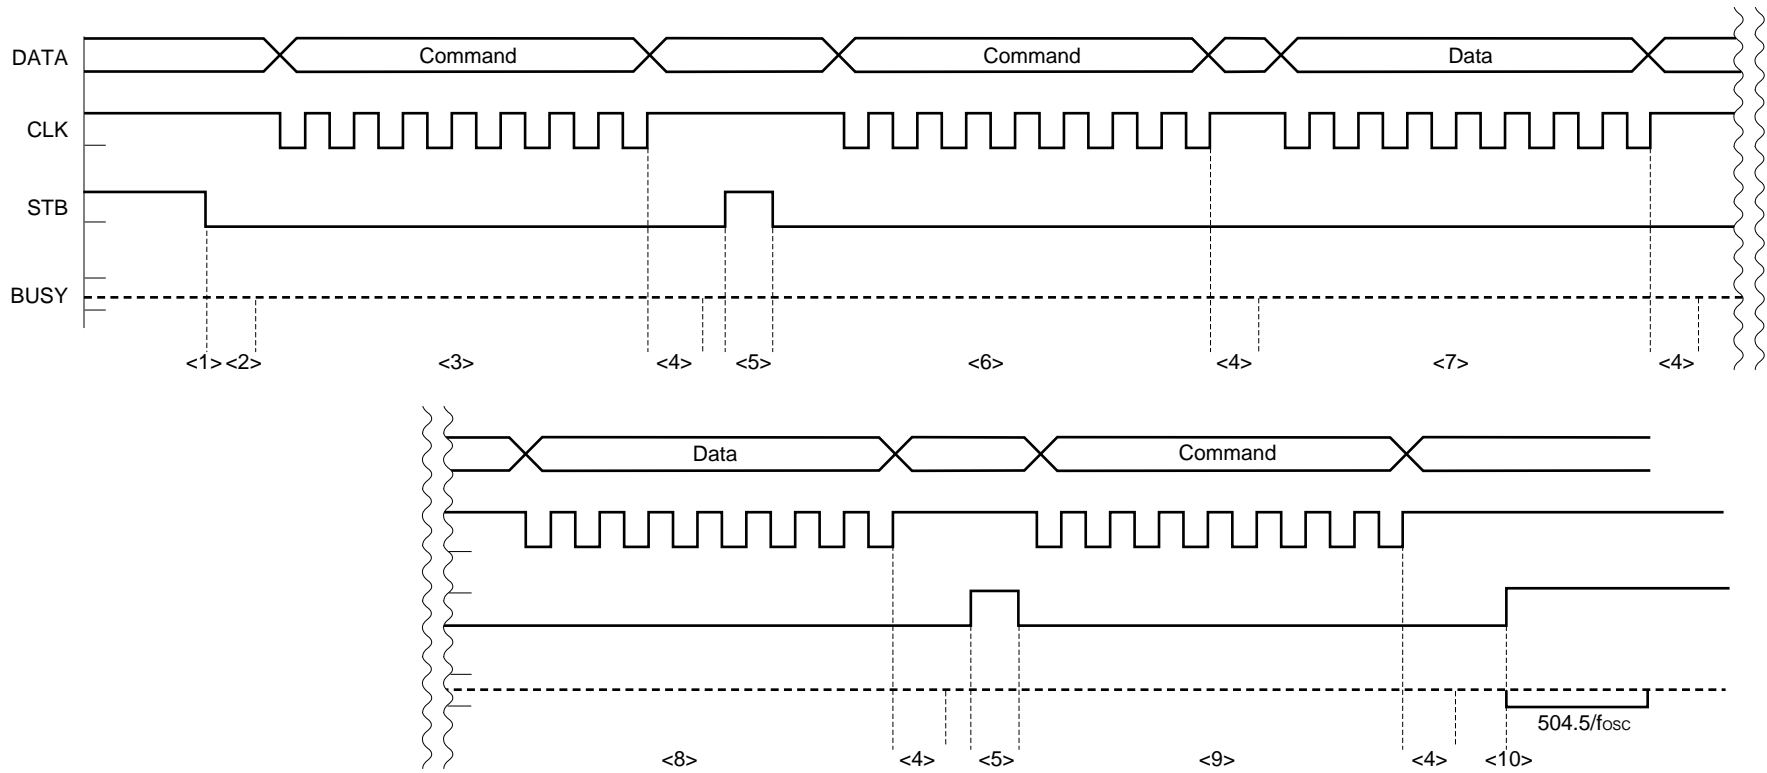 DATA Command Command Data
CLK
STB
BUSY
<1> <2> <3> <4> <5> <6> <4> <7> <4>
Data Command
504.5/fosc
<8> <4> <5> <9> <4> <10>